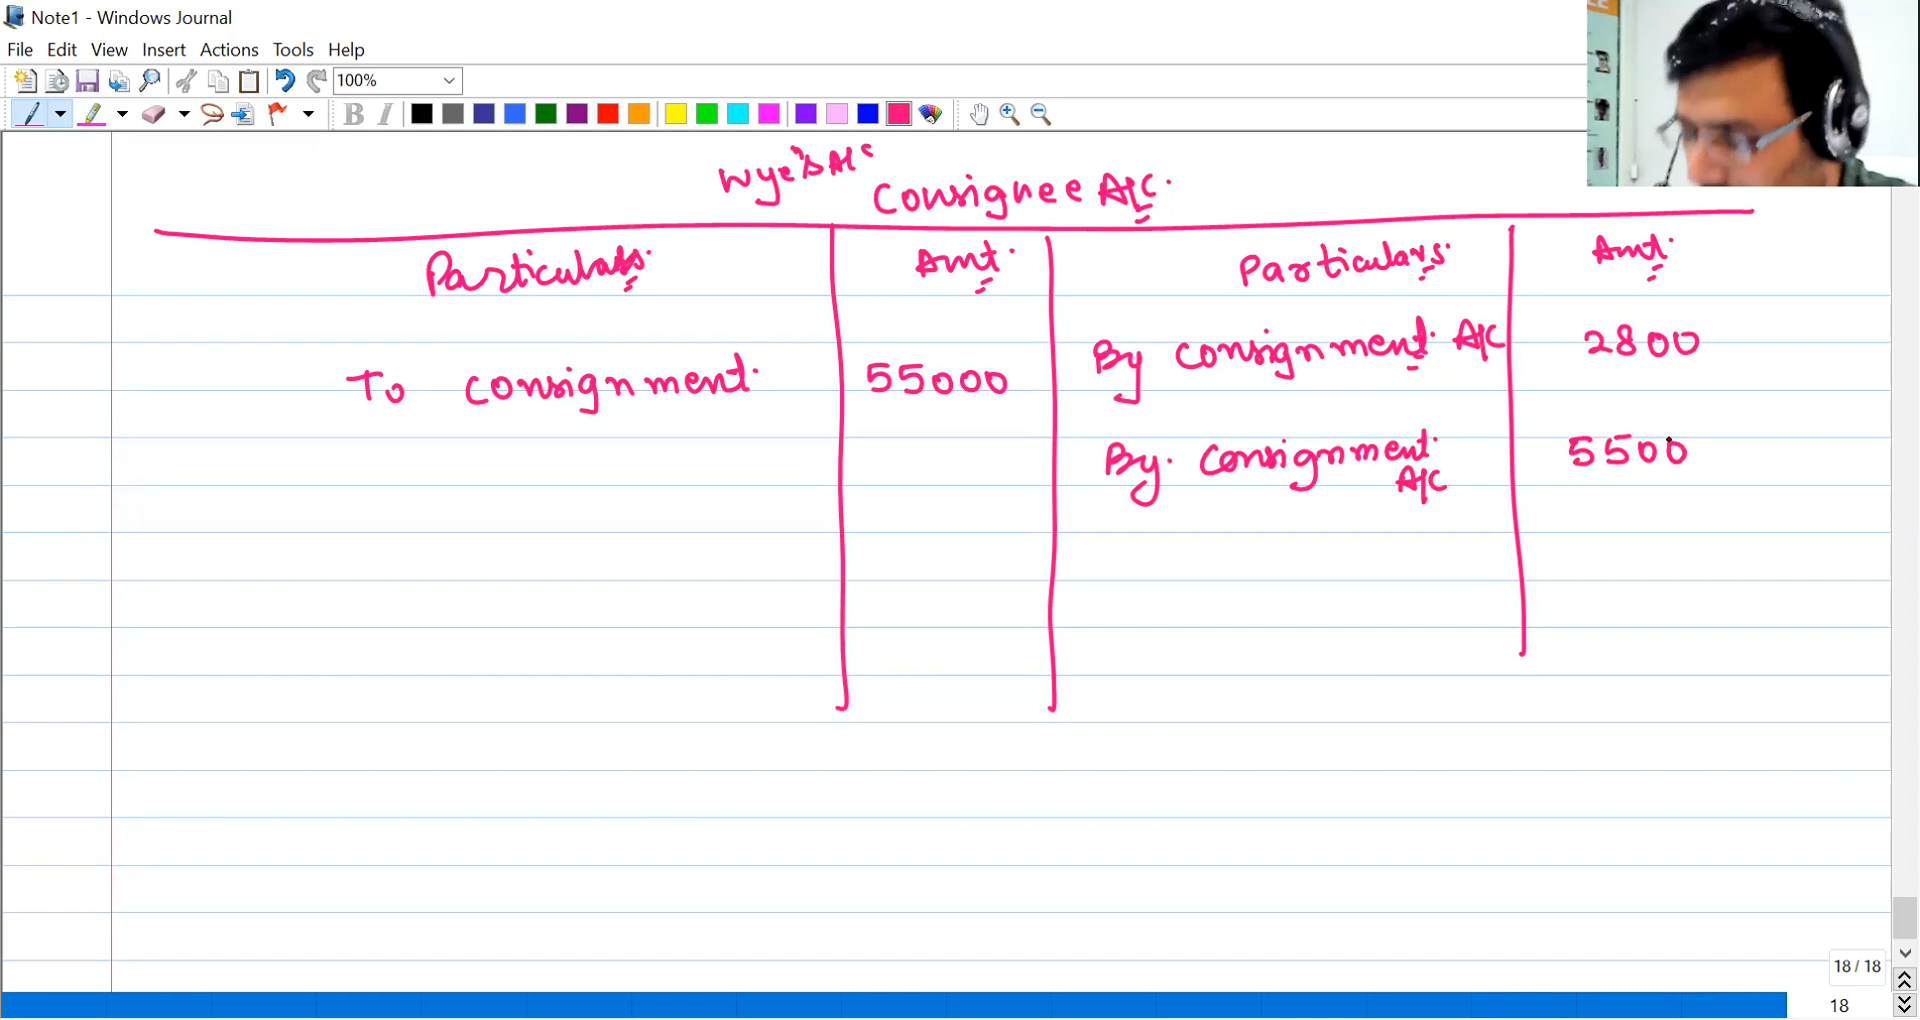 Note1 - Windows Journal
File Edit View Insert Actions Tools Help
100%
B I
Wye's A/c
Consignee A/C.
Particulars. Amt. Particulars. Amt.
To consignment. 55000 By consignment. A/C 2800
By. consignment. A/C 5500
18 / 18
18